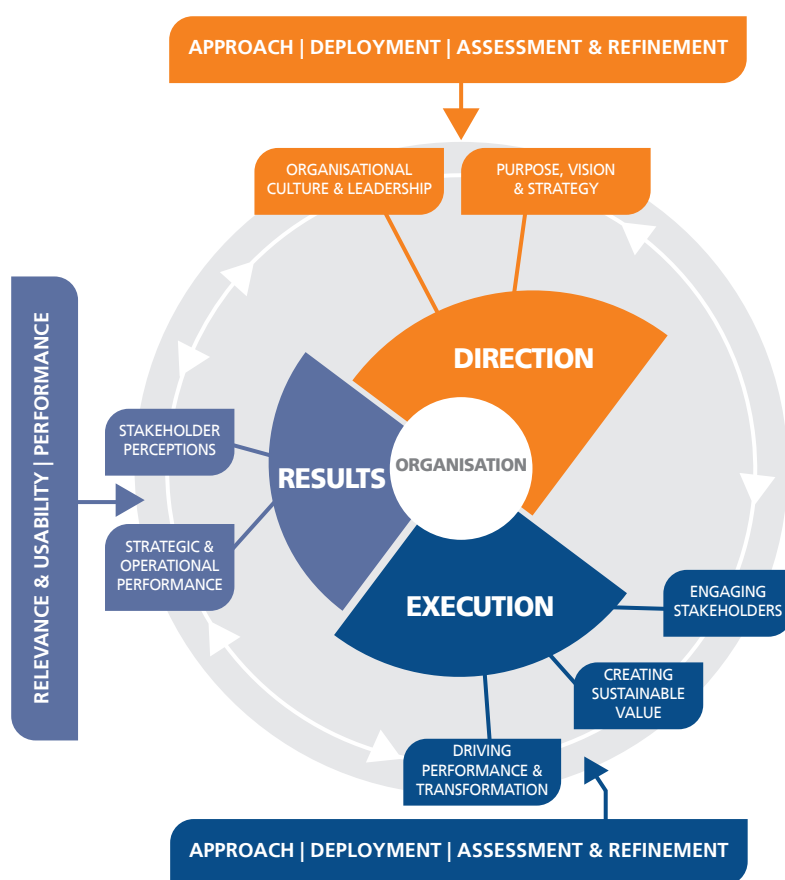 APPROACH | DEPLOYMENT | ASSESSMENT & REFINEMENT
ORGANISATIONAL
CULTURE & LEADERSHIP
PURPOSE, VISION
& STRATEGY
DIRECTION
RELEVANCE & USABILITY | PERFORMANCE
STAKEHOLDER
PERCEPTIONS
RESULTS
ORGANISATION
STRATEGIC &
OPERATIONAL
PERFORMANCE
EXECUTION
ENGAGING
STAKEHOLDERS
CREATING
SUSTAINABLE
VALUE
DRIVING
PERFORMANCE &
TRANSFORMATION
APPROACH | DEPLOYMENT | ASSESSMENT & REFINEMENT